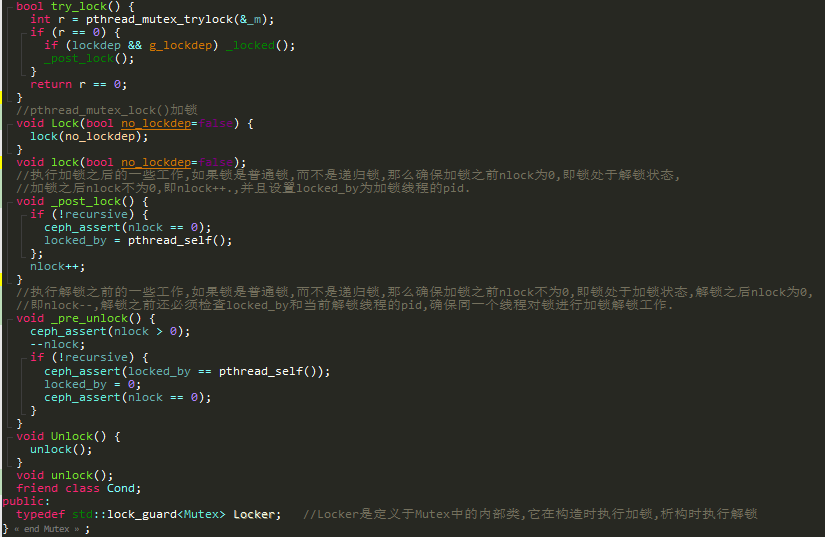 bool try_lock() {
int r = pthread_mutex_trylock(&_m);
if (r == 0) {
if (lockdep && g_lockdep) _locked();
_post_lock();
}
return r == 0;
}
//pthread_mutex_lock()加锁
void Lock(bool no_lockdep=false) {
lock(no_lockdep);
}
void lock(bool no_lockdep=false);
//执行加锁之后的一些工作,如果锁是普通锁,而不是递归锁,那么确保加锁之前nlock为0,即锁处于解锁状态,
//加锁之后nlock不为0,即nlock++.,并且设置locked_by为加锁线程的pid.
void _post_lock() {
if (!recursive) {
ceph_assert(nlock == 0);
locked_by = pthread_self();
};
nlock++;
}
//执行解锁之前的一些工作,如果锁是普通锁,而不是递归锁,那么确保加锁之前nlock不为0,即锁处于加锁状态,解锁之后nlock为0,
//即nlock--,解锁之前还必须检查locked_by和当前解锁线程的pid,确保同一个线程对锁进行加锁解锁工作.
void _pre_unlock() {
ceph_assert(nlock > 0);
--nlock;
if (!recursive) {
ceph_assert(locked_by == pthread_self());
locked_by = 0;
ceph_assert(nlock == 0);
}
}
void Unlock() {
unlock();
}
void unlock();
friend class Cond;
public:
typedef std::lock_guard<Mutex> Locker; //Locker是定义于Mutex中的内部类,它在构造时执行加锁,析构时执行解锁
} « end Mutex » ;